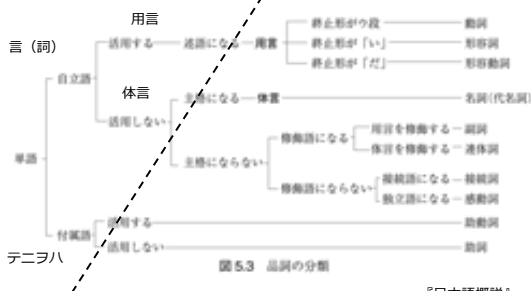 用言
言（詞）
体言
テニヲハ
単語
自立語
付属語
活用する
述語になる
用言
終止形がウ段
動詞
終止形が「い」
形容詞
終止形が「だ」
形容動詞
活用しない
主格になる
体言
名詞(代名詞)
主格にならない
修飾語になる
用言を修飾する
副詞
体言を修飾する
連体詞
修飾語にならない
接続語になる
接続詞
独立語になる
感動詞
活用する
助動詞
活用しない
助詞
図5.3 品詞の分類
『日本語概説』